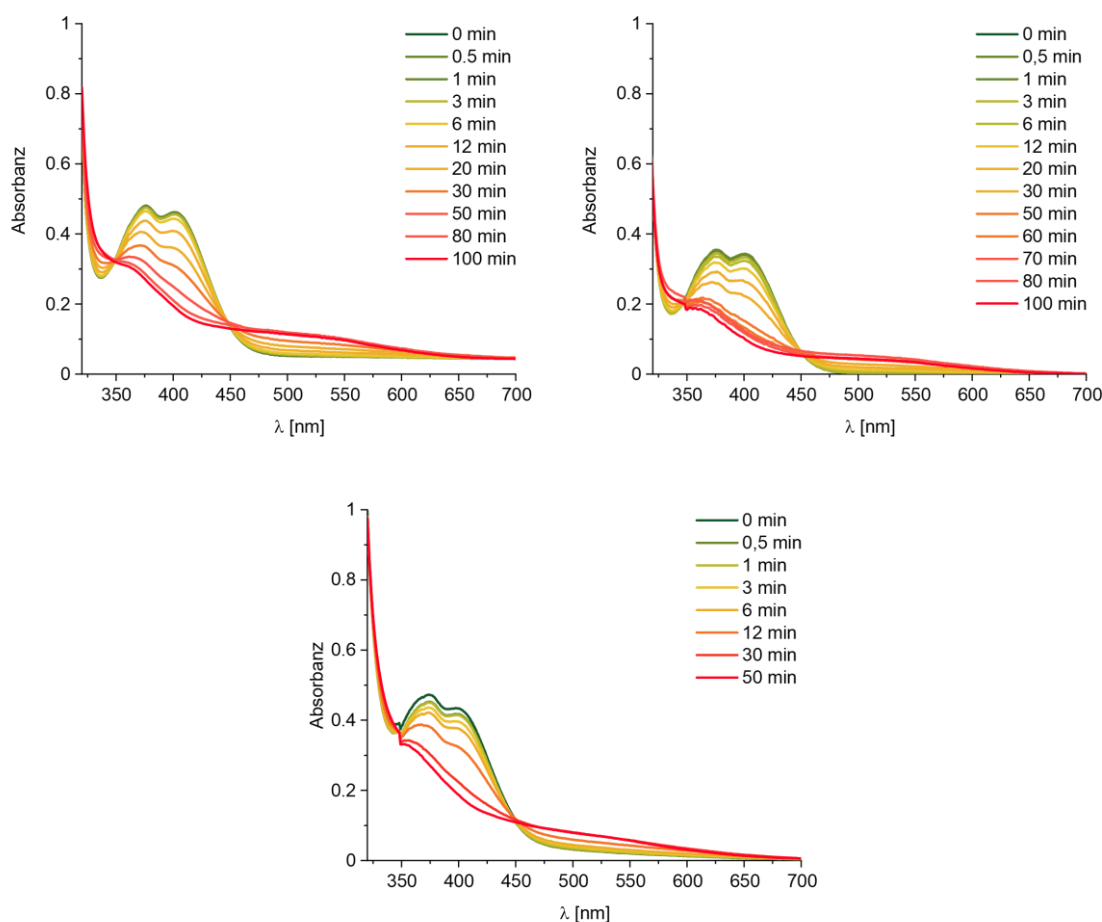 1
0.8
0.6
0.4
0.2
0
Absorbanz
350
400
450
500
550
600
650
700
λ [nm]
0 min
0.5 min
1 min
3 min
6 min
12 min
20 min
30 min
50 min
80 min
100 min
1
0.8
0.6
0.4
0.2
0
Absorbanz
350
400
450
500
550
600
650
700
λ [nm]
0 min
0,5 min
1 min
3 min
6 min
12 min
20 min
30 min
50 min
60 min
70 min
80 min
100 min
1
0.8
0.6
0.4
0.2
0
Absorbanz
350
400
450
500
550
600
650
700
λ [nm]
0 min
0,5 min
1 min
3 min
6 min
12 min
30 min
50 min